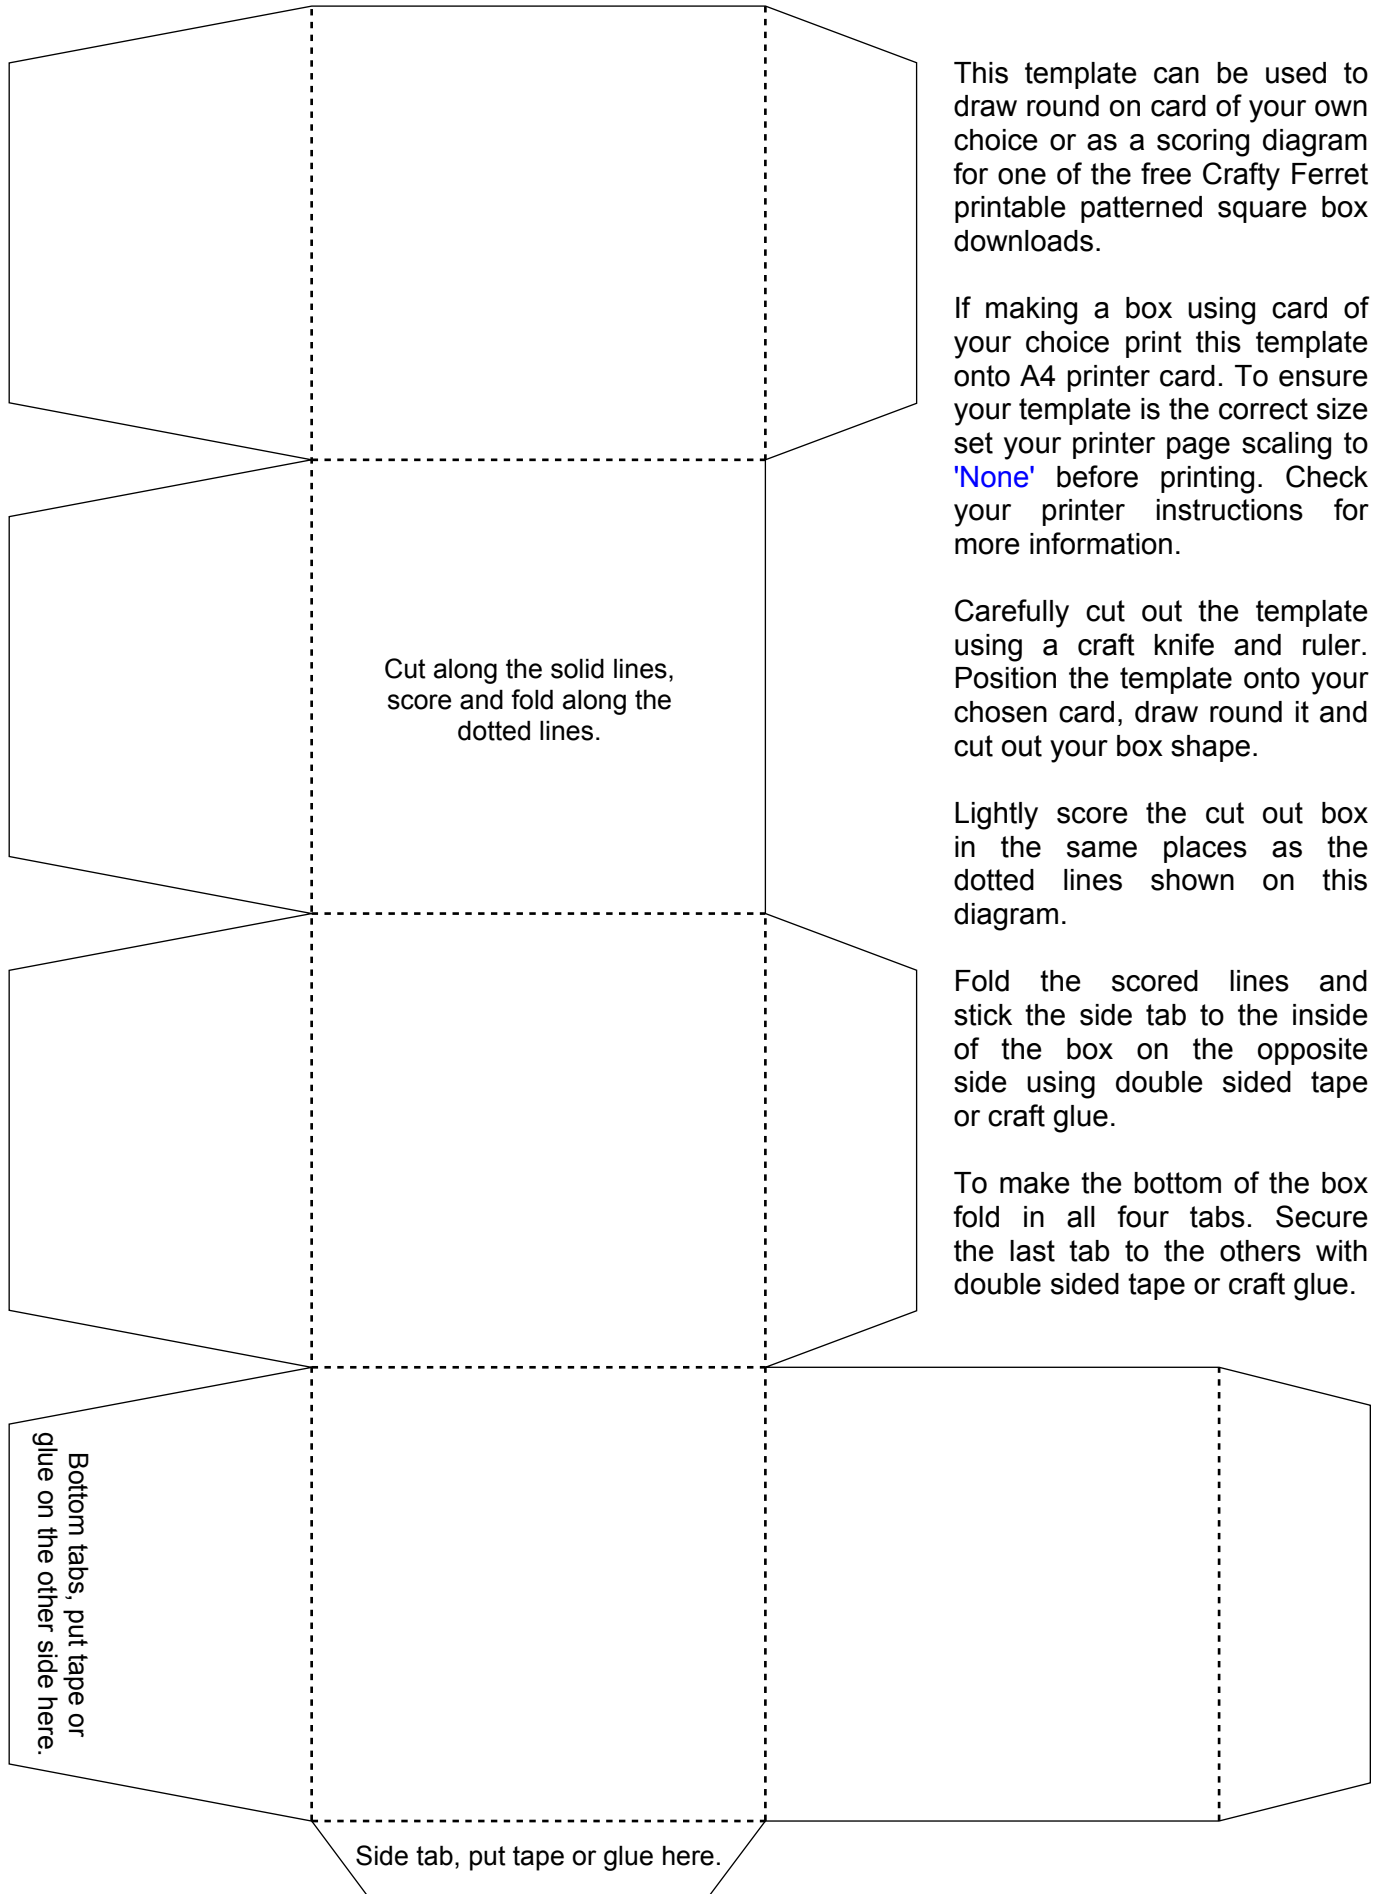 This template can be used to
draw round on card of your own
choice or as a scoring diagram
for one of the free Crafty Ferret
printable patterned square box
downloads.
If making a box using card of
your choice print this template
onto A4 printer card. To ensure
your template is the correct size
set your printer page scaling to
'None' before printing. Check
your printer instructions for
more information.
Carefully cut out the template
using a craft knife and ruler.
Position the template onto your
chosen card, draw round it and
cut out your box shape.
Lightly score the cut out box
in the same places as the
dotted lines shown on this
diagram.
Fold the scored lines and
stick the side tab to the inside
of the box on the opposite
side using double sided tape
or craft glue.
To make the bottom of the box
fold in all four tabs. Secure
the last tab to the others with
double sided tape or craft glue.
Cut along the solid lines,
score and fold along the
dotted lines.
Bottom tabs, put tape or
glue on the other side here.
Side tab, put tape or glue here.